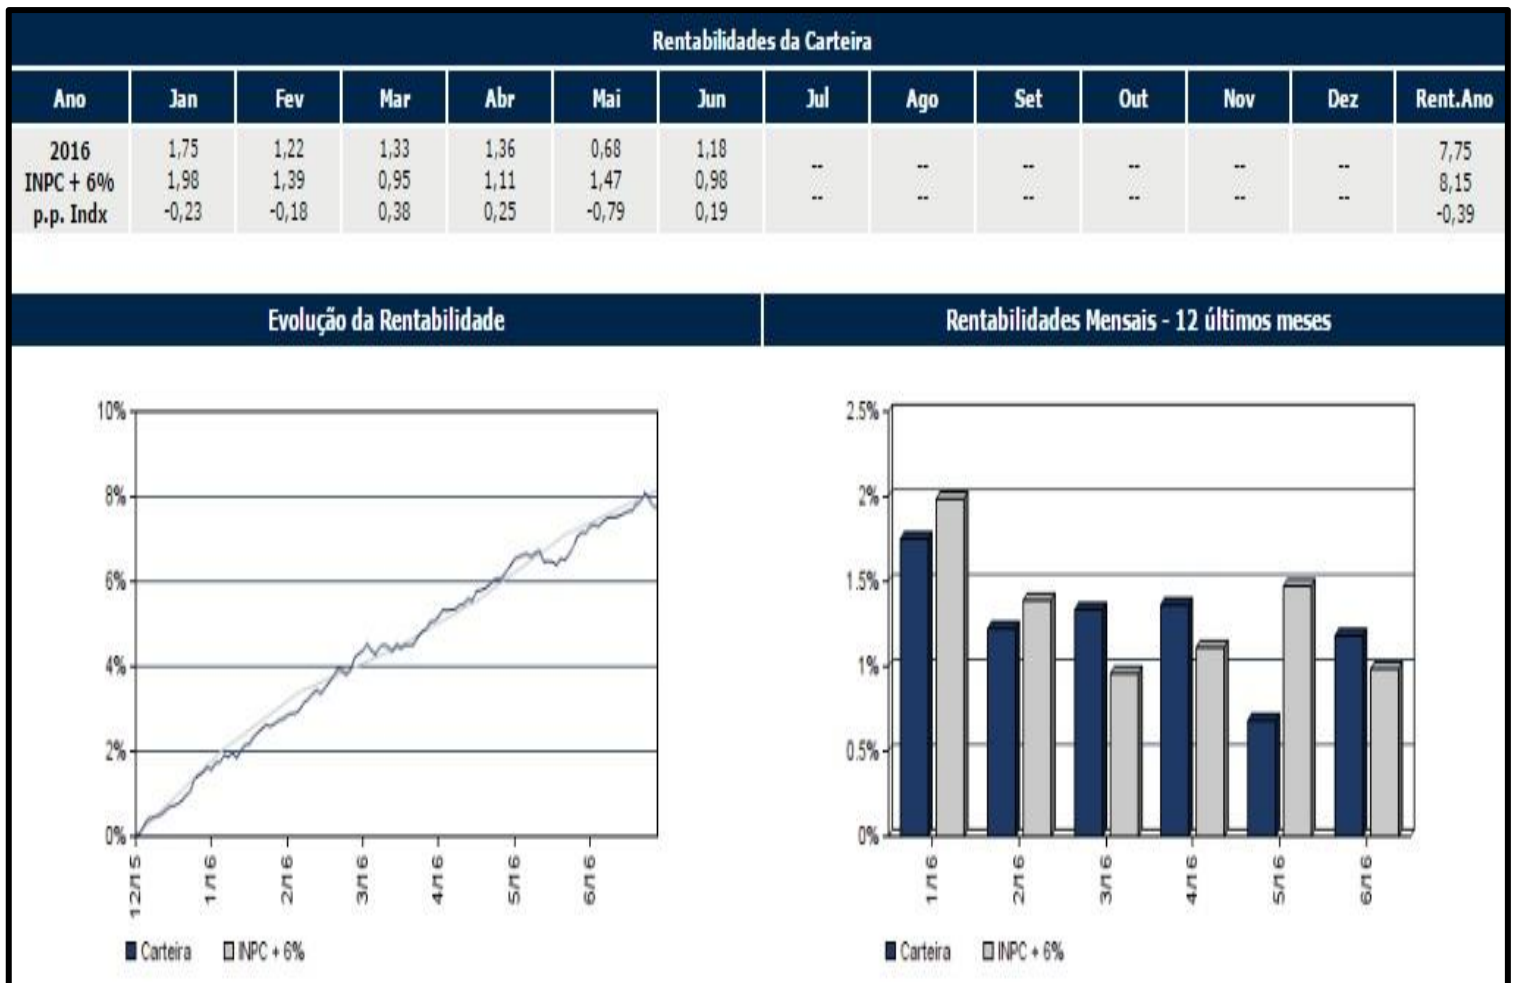 Rentabilidades da Carteira
Ano Jan Fev Mar Abr Mai Jun Jul Ago Set Out Nov Dez Rent.Ano
2016 1,75 1,22 1,33 1,36 0,68 1,18 -- -- -- -- -- -- 7,75
INPC + 6% 1,98 1,39 0,95 1,11 1,47 0,98 -- -- -- -- -- -- 8,15
p.p. Indx -0,23 -0,18 0,38 0,25 -0,79 0,19 -0,39
Evolução da Rentabilidade
10%
8%
6%
4%
2%
0%
12/15 1/16 2/16 3/16 4/16 5/16 6/16
Carteira INPC + 6%
Rentabilidades Mensais - 12 últimos meses
2.5%
2%
1.5%
1%
0.5%
0%
1/16 2/16 3/16 4/16 5/16 6/16
Carteira INPC + 6%